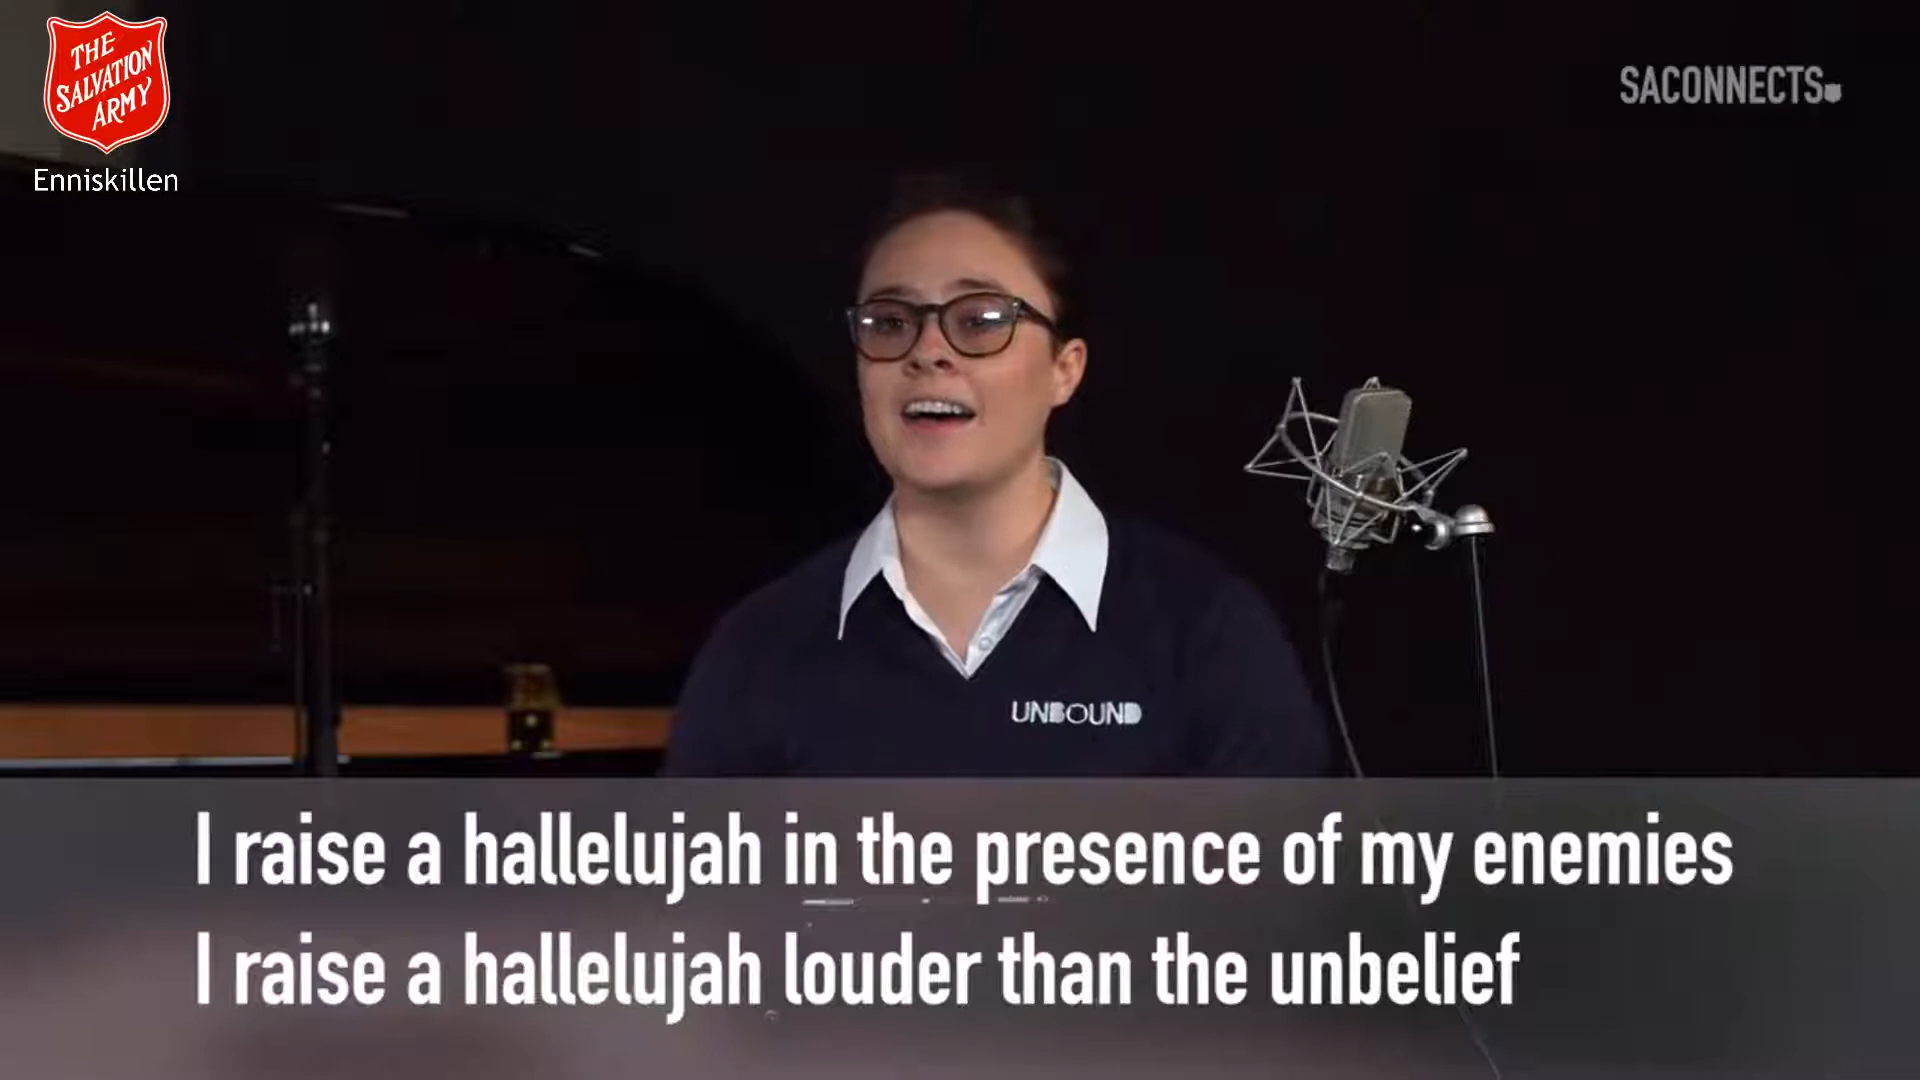 THE
SALVATION
ARMY
Enniskillen
SACONNECTS
UNBOUND
I raise a hallelujah in the presence of my enemies
I raise a hallelujah louder than the unbelief